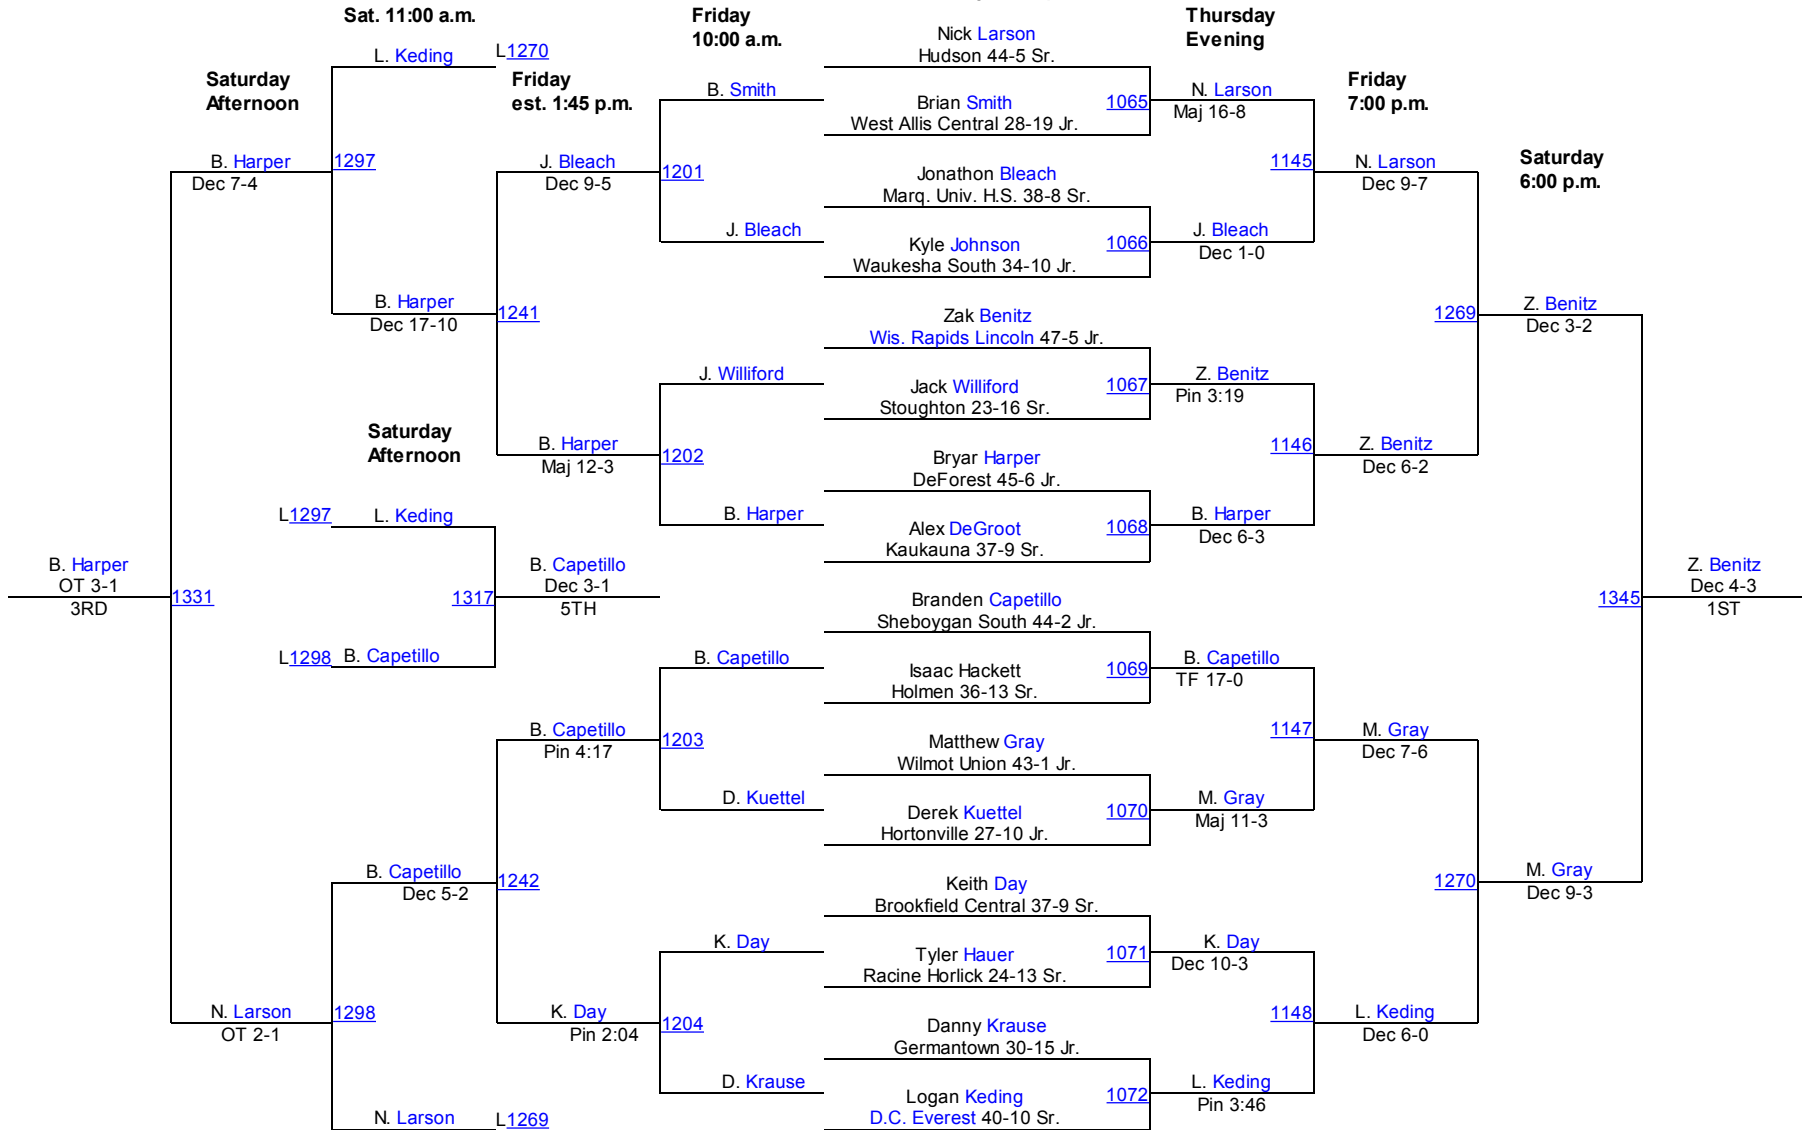 Sat. 11:00 a.m.
Friday
10:00 a.m.
Thursday
Evening
Saturday
Afternoon
Friday
est. 1:45 p.m.
Friday
7:00 p.m.
Saturday
6:00 p.m.
Saturday
Afternoon
L. Keding L1270
B. Harper
Dec 7-4
1297
B. Harper
Dec 17-10
J. Bleach
Dec 9-5
1241
B. Harper
Maj 12-3
B. Smith
1201
J. Bleach
J. Williford
1202
B. Harper
L1297 L. Keding
B. Harper
OT 3-1
3RD
1331
1317
B. Capetillo
Dec 3-1
5TH
L1298 B. Capetillo
B. Capetillo
1203
D. Kuettel
B. Capetillo
Pin 4:17
B. Capetillo
Dec 5-2
1242
K. Day
1204
D. Krause
K. Day
Pin 2:04
N. Larson
OT 2-1
1298
N. Larson L1269
Nick Larson
Hudson 44-5 Sr.
Brian Smith
West Allis Central 28-19 Jr.
1065
Jonathon Bleach
Marq. Univ. H.S. 38-8 Sr.
Kyle Johnson
Waukesha South 34-10 Jr.
1066
Zak Benitz
Wis. Rapids Lincoln 47-5 Jr.
Jack Williford
Stoughton 23-16 Sr.
1067
Bryar Harper
DeForest 45-6 Jr.
Alex DeGroot
Kaukauna 37-9 Sr.
1068
Branden Capetillo
Sheboygan South 44-2 Jr.
Isaac Hackett
Holmen 36-13 Sr.
1069
Matthew Gray
Wilmot Union 43-1 Jr.
Derek Kuettel
Hortonville 27-10 Jr.
1070
Keith Day
Brookfield Central 37-9 Sr.
Tyler Hauer
Racine Horlick 24-13 Sr.
1071
Danny Krause
Germantown 30-15 Jr.
Logan Keding
D.C. Everest 40-10 Sr.
1072
N. Larson
Maj 16-8
1145
J. Bleach
Dec 1-0
Z. Benitz
Pin 3:19
1146
B. Harper
Dec 6-3
B. Capetillo
TF 17-0
1147
M. Gray
Maj 11-3
K. Day
Dec 10-3
1148
L. Keding
Pin 3:46
N. Larson
Dec 9-7
1269
Z. Benitz
Dec 6-2
M. Gray
Dec 7-6
1270
L. Keding
Dec 6-0
Z. Benitz
Dec 3-2
1345
M. Gray
Dec 9-3
Z. Benitz
Dec 4-3
1ST